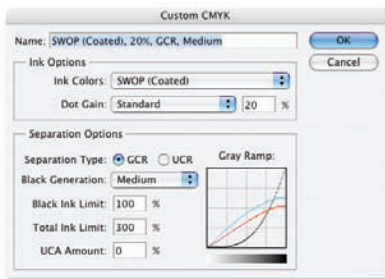 Custom CMYK
Name: SWOP (Coated), 20%, GCR, Medium
OK
Cancel
Ink Options
Ink Colors: SWOP (Coated)
Dot Gain: Standard 20 %
Separation Options
Separation Type: GCR UCR
Gray Ramp:
Black Generation: Medium
Black Ink Limit: 100 %
Total Ink Limit: 300 %
UCA Amount: 0 %